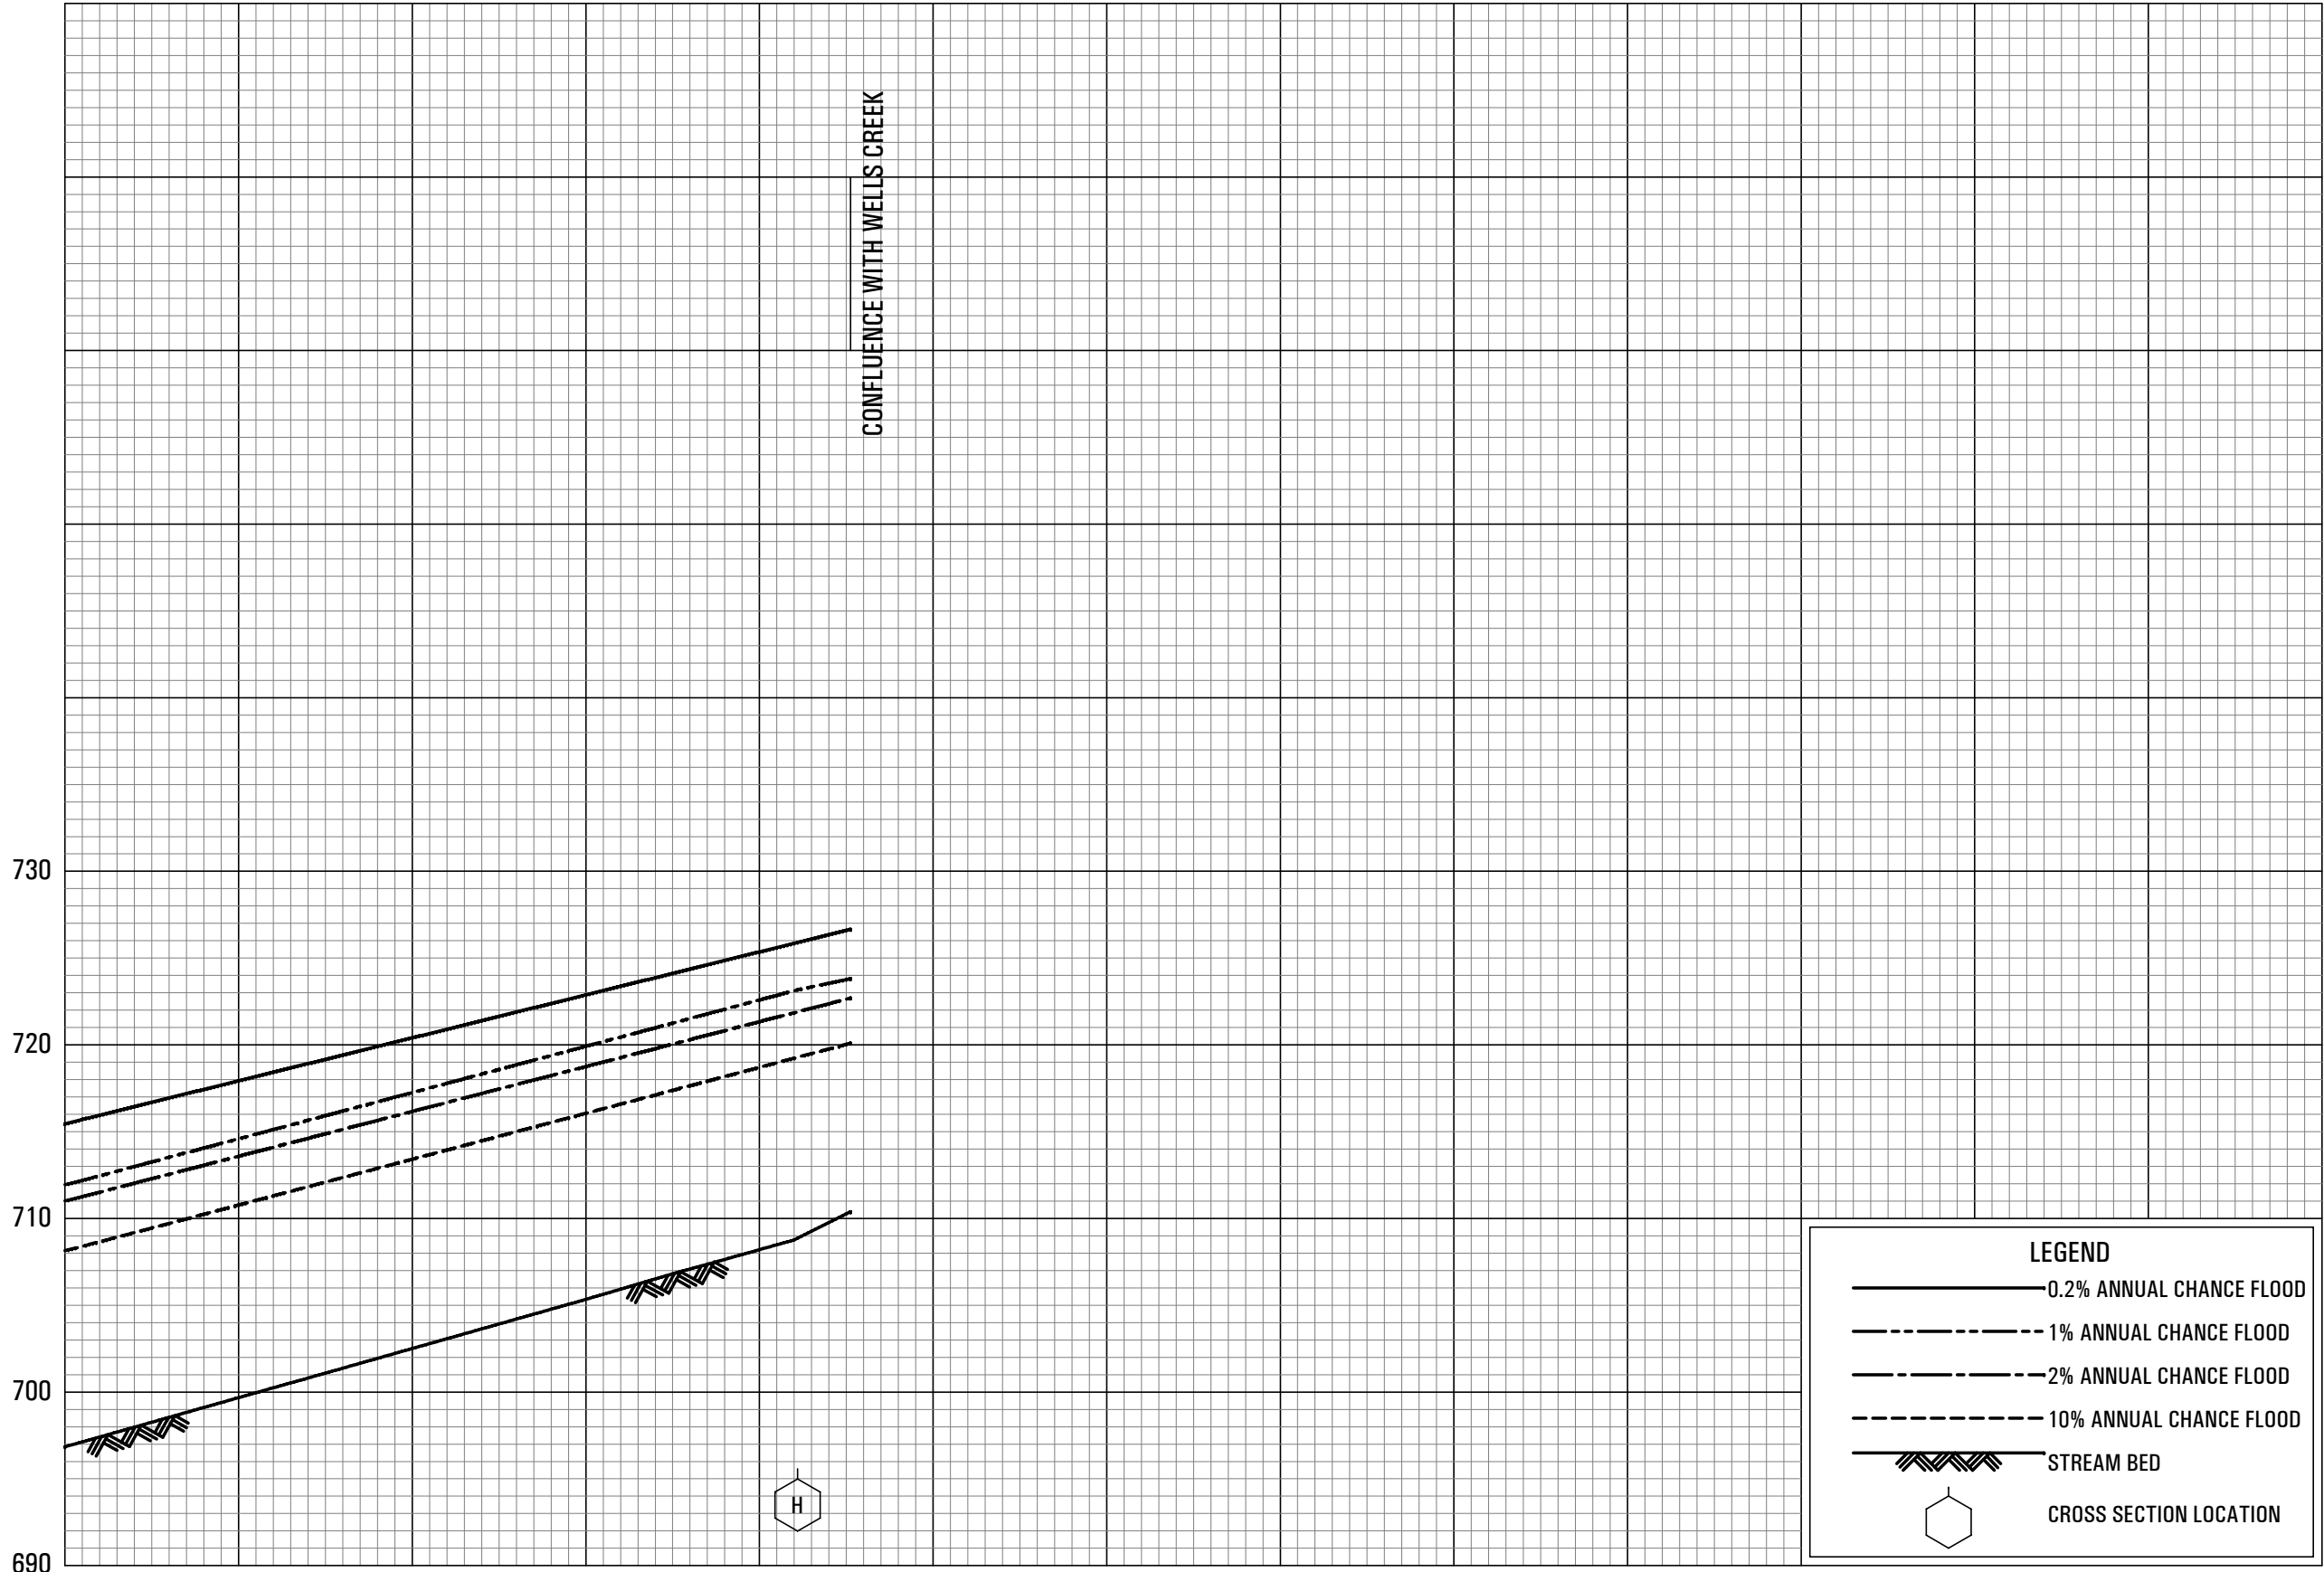 CONFLUENCE WITH WELLS CREEK
730
720
710
700
690
H
LEGEND
0.2% ANNUAL CHANCE FLOOD
1% ANNUAL CHANCE FLOOD
2% ANNUAL CHANCE FLOOD
10% ANNUAL CHANCE FLOOD
STREAM BED
CROSS SECTION LOCATION